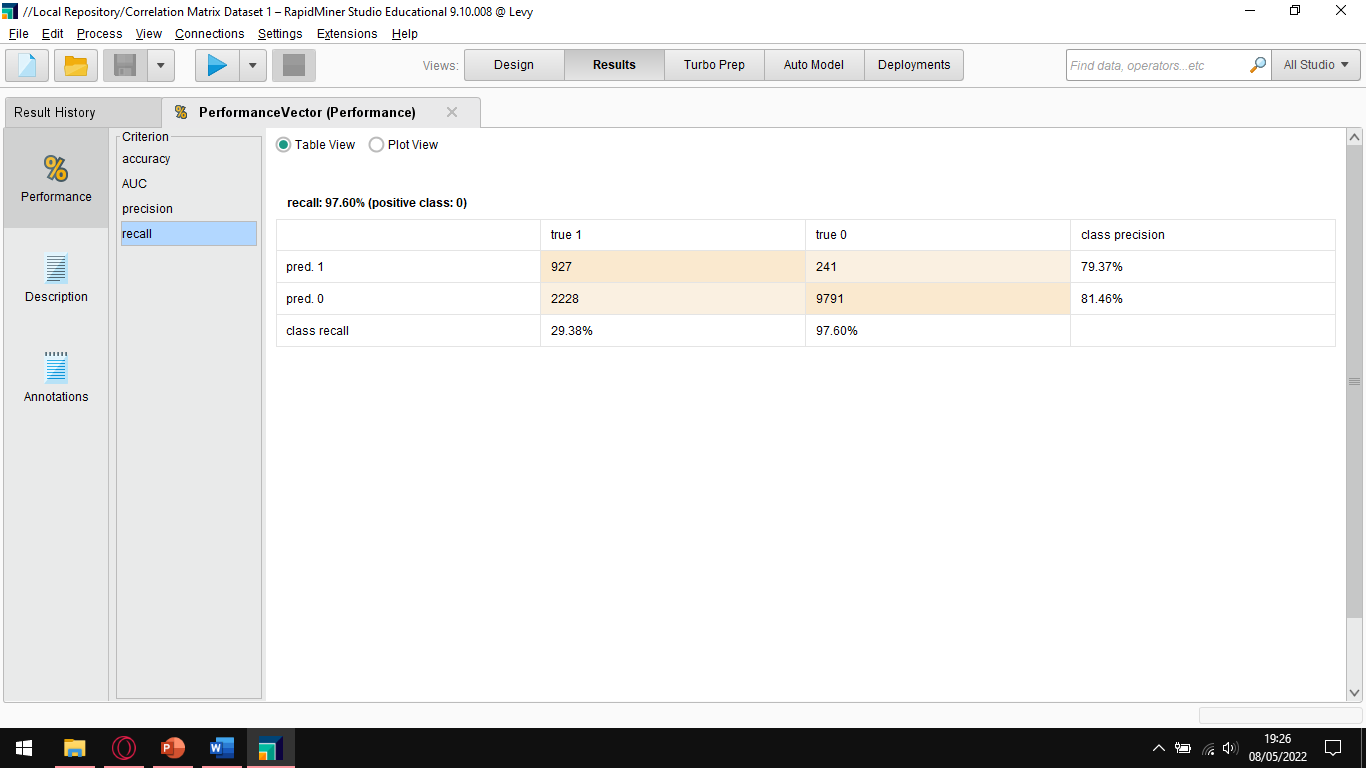 //Local Repository/Correlation Matrix Dataset 1 – RapidMiner Studio Educational 9.10.008 @ Levy
File Edit Process View Connections Settings Extensions Help
Views: Design Results Turbo Prep Auto Model Deployments Find data, operators...etc All Studio
Result History PerformanceVector (Performance)
Performance
Description
Annotations
Criterion
accuracy
AUC
precision
recall
Table View Plot View
recall: 97.60% (positive class: 0)
true 1 true 0 class precision
pred. 1 927 241 79.37%
pred. 0 2228 9791 81.46%
class recall 29.38% 97.60%
19:26
08/05/2022